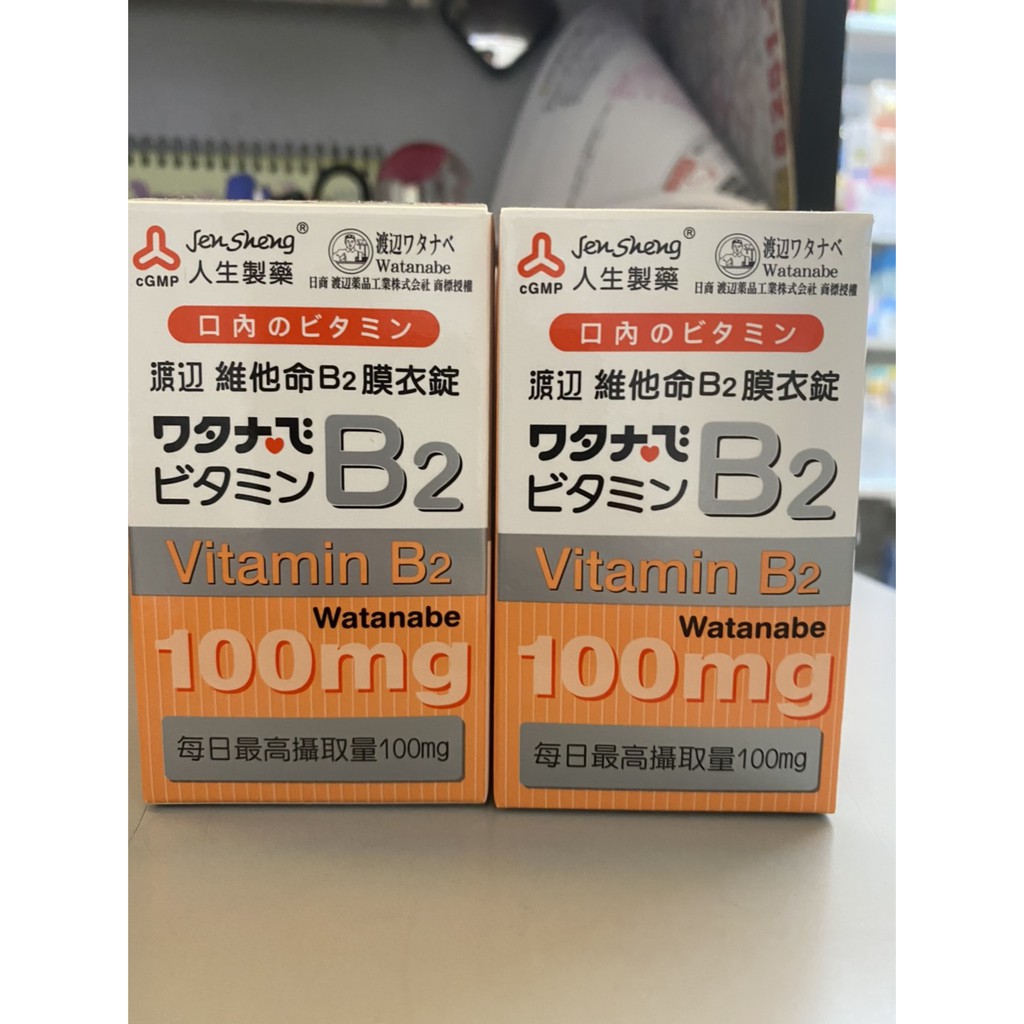 Jen Sheng®
cGMP 人生製藥
渡辺ワタナベ
Watanabe
日商 渡辺薬品工業株式会社 商標授權
口內のビタミン
渡辺 維他命B2膜衣錠
ワタナベ
ビタミン B2
Vitamin B2
Watanabe
100mg
每日最高攝取量100mg
Jen Sheng®
cGMP 人生製藥
渡辺ワタナベ
Watanabe
日商 渡辺薬品工業株式会社 商標授權
口內のビタミン
渡辺 維他命B2膜衣錠
ワタナベ
ビタミン B2
Vitamin B2
Watanabe
100mg
每日最高攝取量100mg